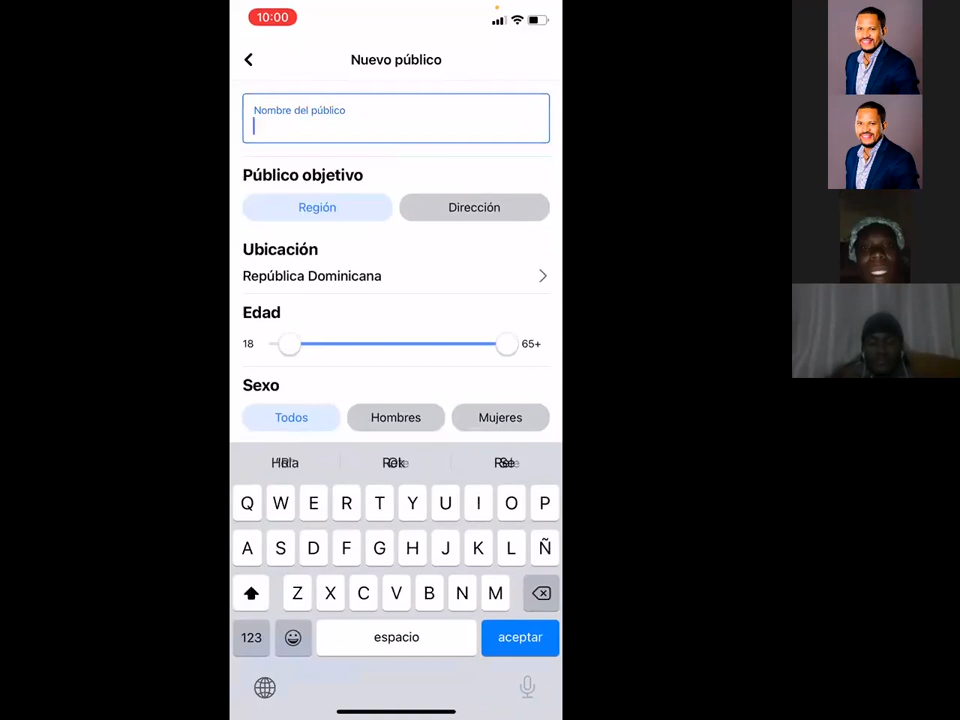 10:00
Nuevo público
Nombre del público
Público objetivo
Región Dirección
Ubicación
República Dominicana
Edad
18 65+
Sexo
Todos Hombres Mujeres
Q W E R T Y U I O P
A S D F G H J K L Ñ
Z X C V B N M
123 espacio aceptar